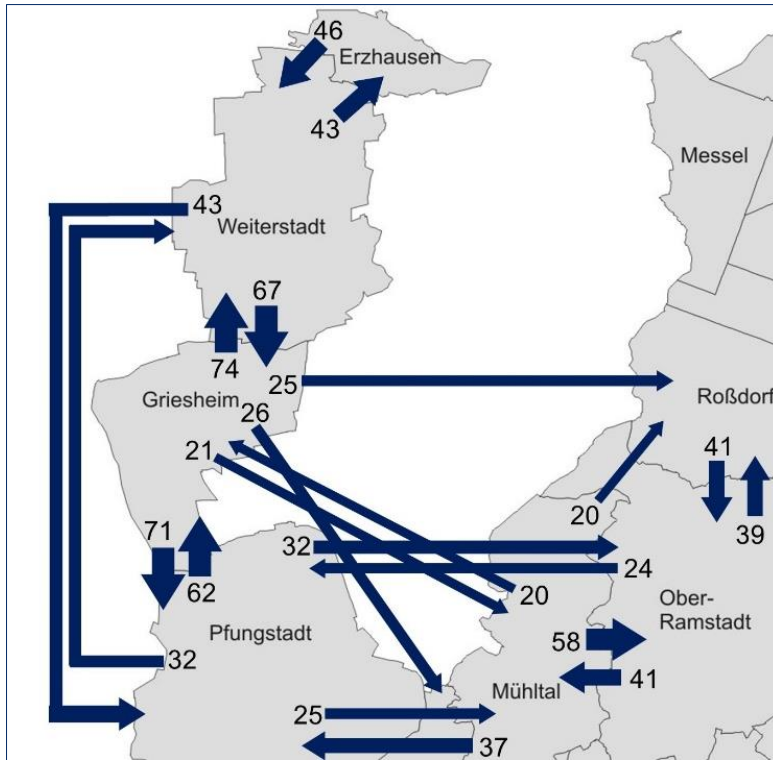 46
Erzhausen
43
Messel
43
Weiterstadt
67
74
25
Griesheim
26
Roßdorf
21
41
20
39
71
32
62
24
20
Ober-
Ramstadt
Pfungstadt
58
32
41
Mühltal
25
37